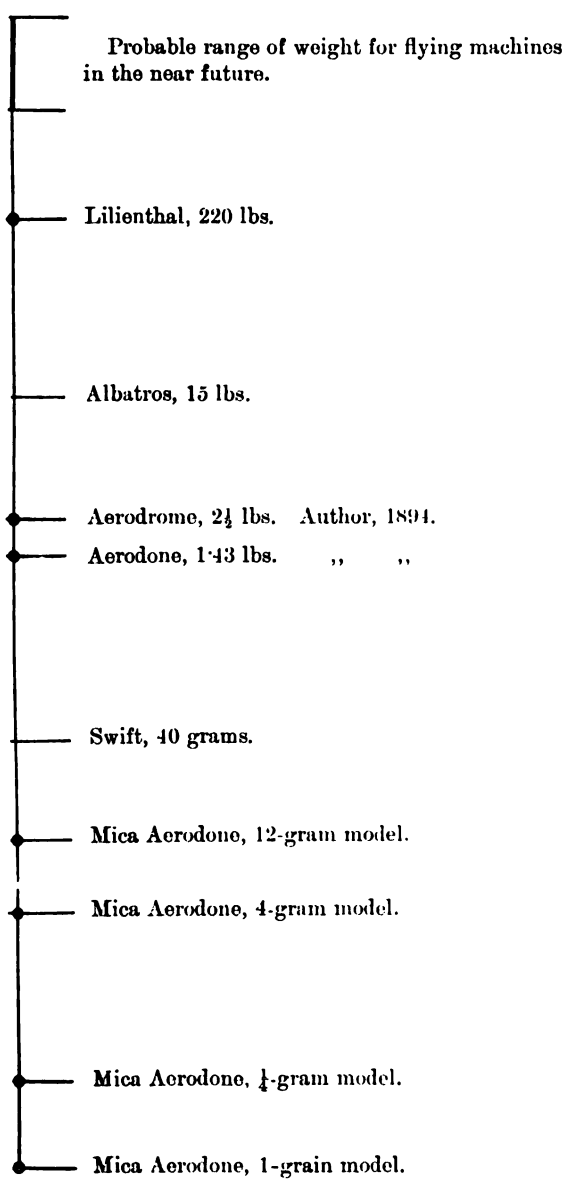 Probable range of weight for flying machines
in the near future.
Lilienthal, 220 lbs.
Albatros, 15 lbs.
Aerodrome, 2½ lbs. Author, 1894.
Aerodone, 1·43 lbs. ,, ,,
Swift, 40 grams.
Mica Aerodone, 12-gram model.
Mica Aerodone, 4-gram model.
Mica Aerodone, ¼-gram model.
Mica Aerodone, 1-grain model.